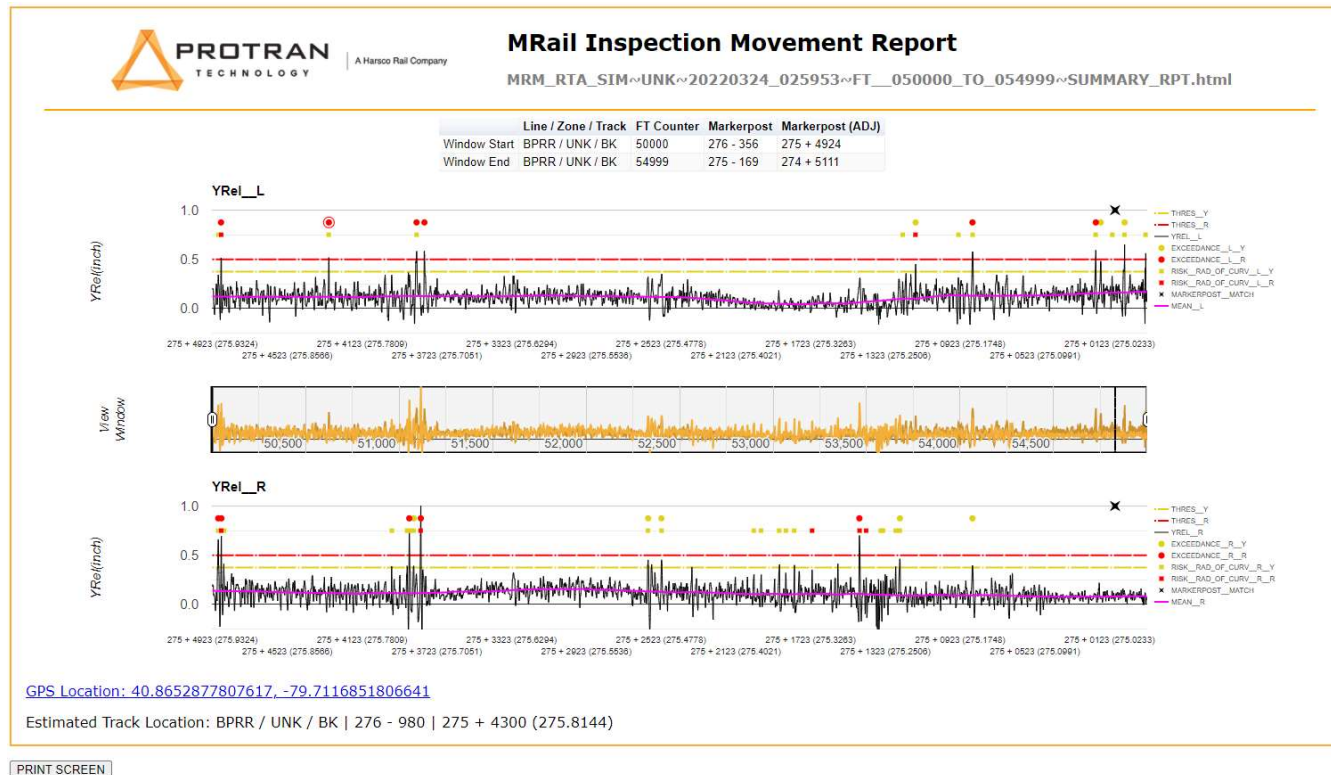 PROTRAN
TECHNOLOGY
A Harsco Rail Company
MRail Inspection Movement Report
MRM_RTA_SIM~UNK~20220324_025953~FT__050000_TO_054999~SUMMARY_RPT.html
Line / Zone / Track FT Counter Markerpost Markerpost (ADJ)
Window Start BPRR / UNK / BK 50000 276 - 356 275 + 4924
Window End BPRR / UNK / BK 54999 275 - 169 274 + 5111
YRel__L
1.0
0.5
0.0
YRel(inch)
THRES__Y
THRES__R
YREL__L
EXCEEDANCE__L__Y
EXCEEDANCE__L__R
RISK__RAD_OF_CURV__L__Y
RISK__RAD_OF_CURV__L__R
MARKERPOST__MATCH
MEAN__L
275 + 4923 (275.9324) 275 + 4123 (275.7809) 275 + 3323 (275.6294) 275 + 2523 (275.4778) 275 + 1723 (275.3263) 275 + 0923 (275.1748) 275 + 0123 (275.0233)
275 + 4523 (275.8566) 275 + 3723 (275.7051) 275 + 2923 (275.5536) 275 + 2123 (275.4021) 275 + 1323 (275.2506) 275 + 0523 (275.0991)
View
Window
50,500 51,000 51,500 52,000 52,500 53,000 53,500 54,000 54,500
YRel__R
1.0
0.5
0.0
YRel(inch)
THRES__Y
THRES__R
YREL__R
EXCEEDANCE__R__Y
EXCEEDANCE__R__R
RISK__RAD_OF_CURV__R__Y
RISK__RAD_OF_CURV__R__R
MARKERPOST__MATCH
MEAN__R
275 + 4923 (275.9324) 275 + 4123 (275.7809) 275 + 3323 (275.6294) 275 + 2523 (275.4778) 275 + 1723 (275.3263) 275 + 0923 (275.1748) 275 + 0123 (275.0233)
275 + 4523 (275.8566) 275 + 3723 (275.7051) 275 + 2923 (275.5536) 275 + 2123 (275.4021) 275 + 1323 (275.2506) 275 + 0523 (275.0991)
GPS Location: 40.8652877807617, -79.7116851806641
Estimated Track Location: BPRR / UNK / BK | 276 - 980 | 275 + 4300 (275.8144)
PRINT SCREEN